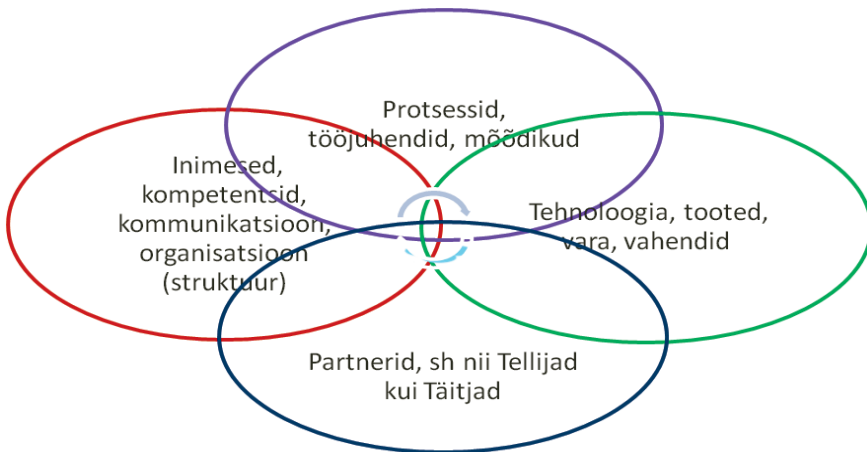 Protsessid,
tööjuhendid, mõõdikud
Inimesed,
kompetentsid,
kommunikatsioon,
organisatsioon
(struktuur)
Tehnoloogia, tooted,
vara, vahendid
Partnerid, sh nii Tellijad
kui Täitjad